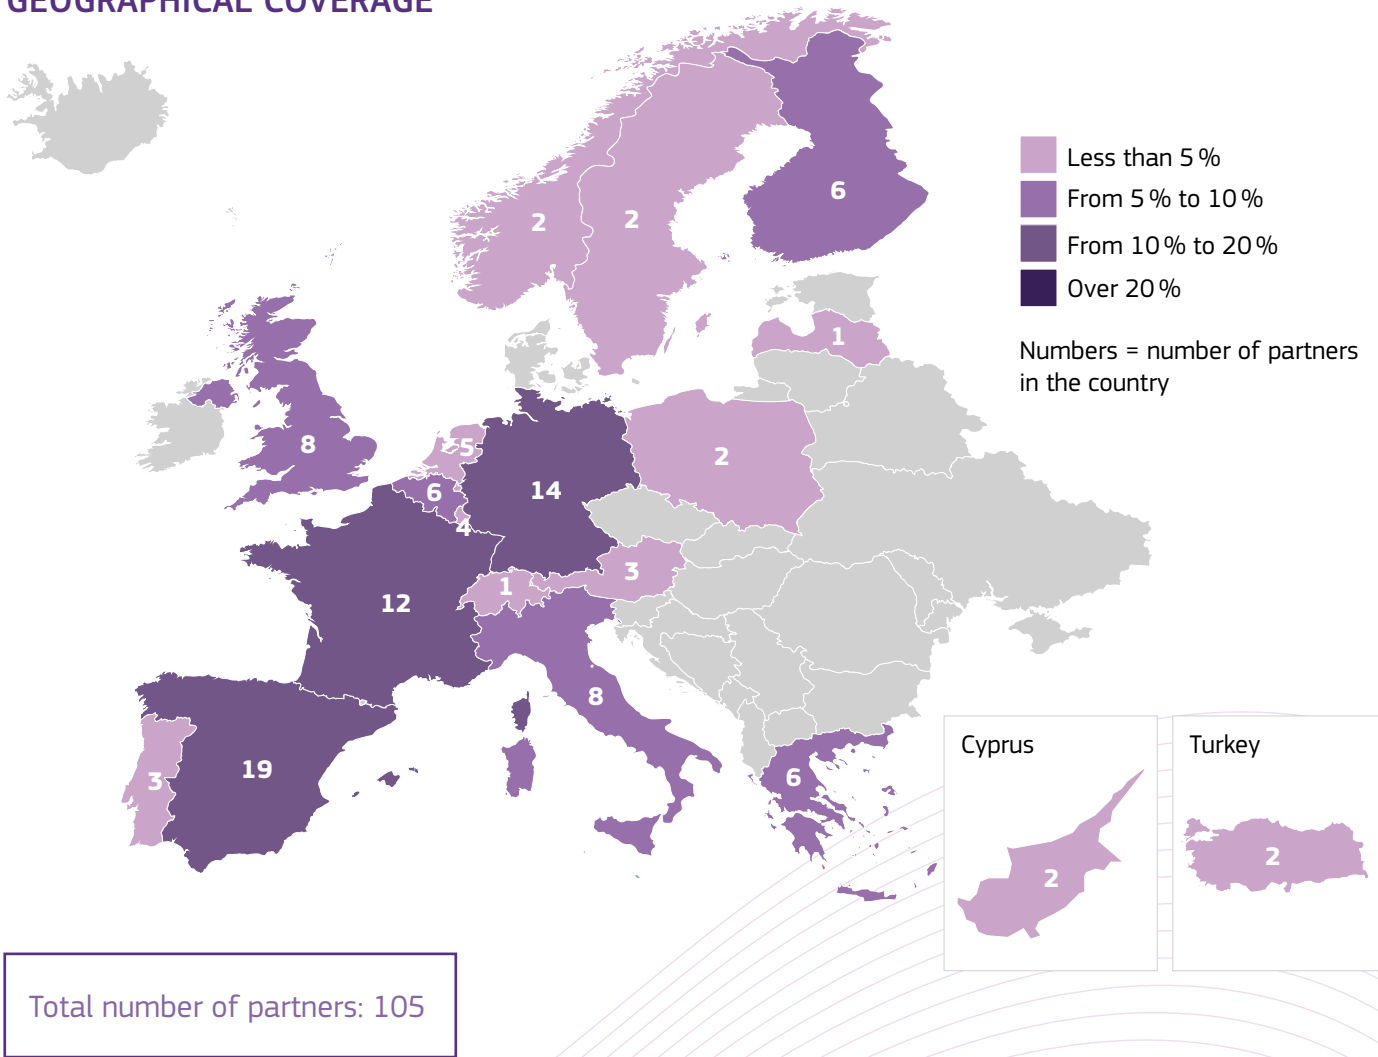 GEOGRAPHICAL COVERAGE
Less than 5 %
From 5 % to 10 %
From 10 % to 20 %
Over 20 %
Numbers = number of partners
in the country
6
2
2
1
8
5
2
6
14
4
3
1
12
8
19
3
6
Cyprus
Turkey
2
2
Total number of partners: 105